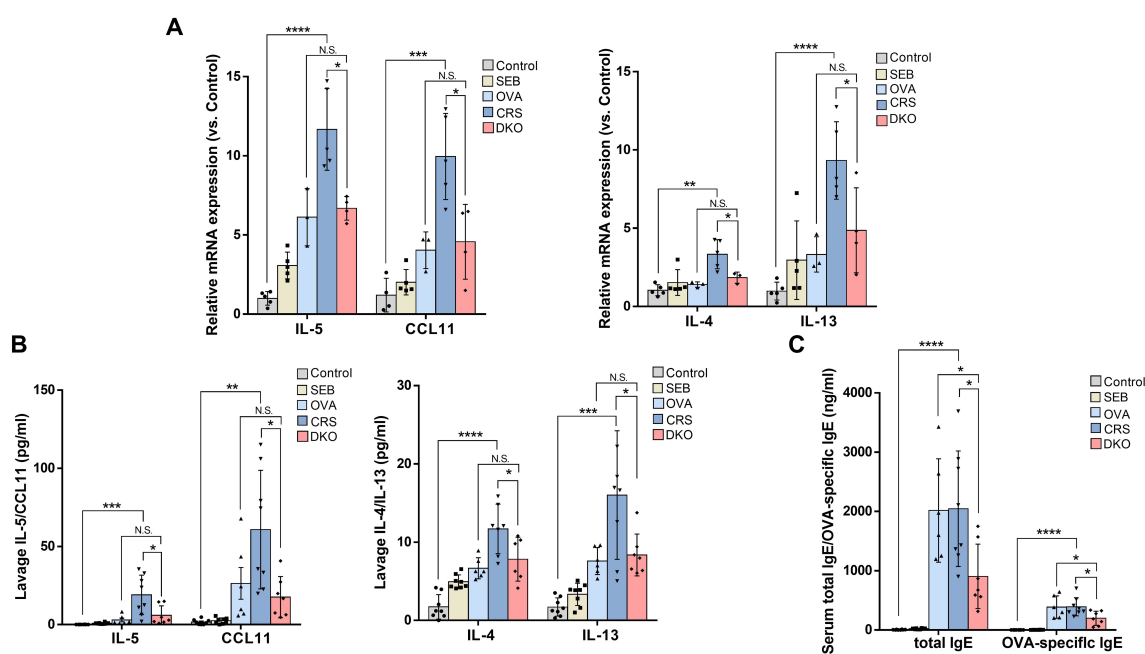 A
****
N.S.
*
***
N.S.
*
Control
SEB
OVA
CRS
DKO
Relative mRNA expression (vs. Control)
15
10
5
0
IL-5
CCL11
****
N.S.
*
**
N.S.
*
Control
SEB
OVA
CRS
DKO
Relative mRNA expression (vs. Control)
15
10
5
0
IL-4
IL-13
B
**
N.S.
*
***
N.S.
*
Control
SEB
OVA
CRS
DKO
Lavage IL-5/CCL11 (pg/ml)
150
100
50
0
IL-5
CCL11
N.S.
*
***
****
N.S.
*
Control
SEB
OVA
CRS
DKO
Lavage IL-4/IL-13 (pg/ml)
30
20
10
0
IL-4
IL-13
C
****
*
*
****
*
*
Control
SEB
OVA
CRS
DKO
Serum total IgE/OVA-specific IgE (ng/ml)
4000
3000
2000
1000
0
total IgE
OVA-specific IgE